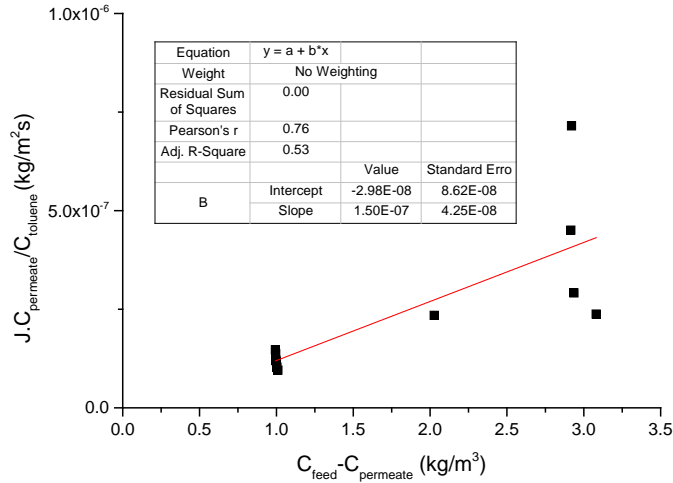 1.0x10⁻⁶
5.0x10⁻⁷
0.0
J.C_permeate/C_toluene (kg/m²s)
Equation y = a + b*x
Weight No Weighting
Residual Sum
of Squares 0.00
Pearson's r 0.76
Adj. R-Square 0.53
Value Standard Erro
B
Intercept -2.98E-08 8.62E-08
Slope 1.50E-07 4.25E-08
0.0 0.5 1.0 1.5 2.0 2.5 3.0 3.5
C_feed-C_permeate (kg/m³)